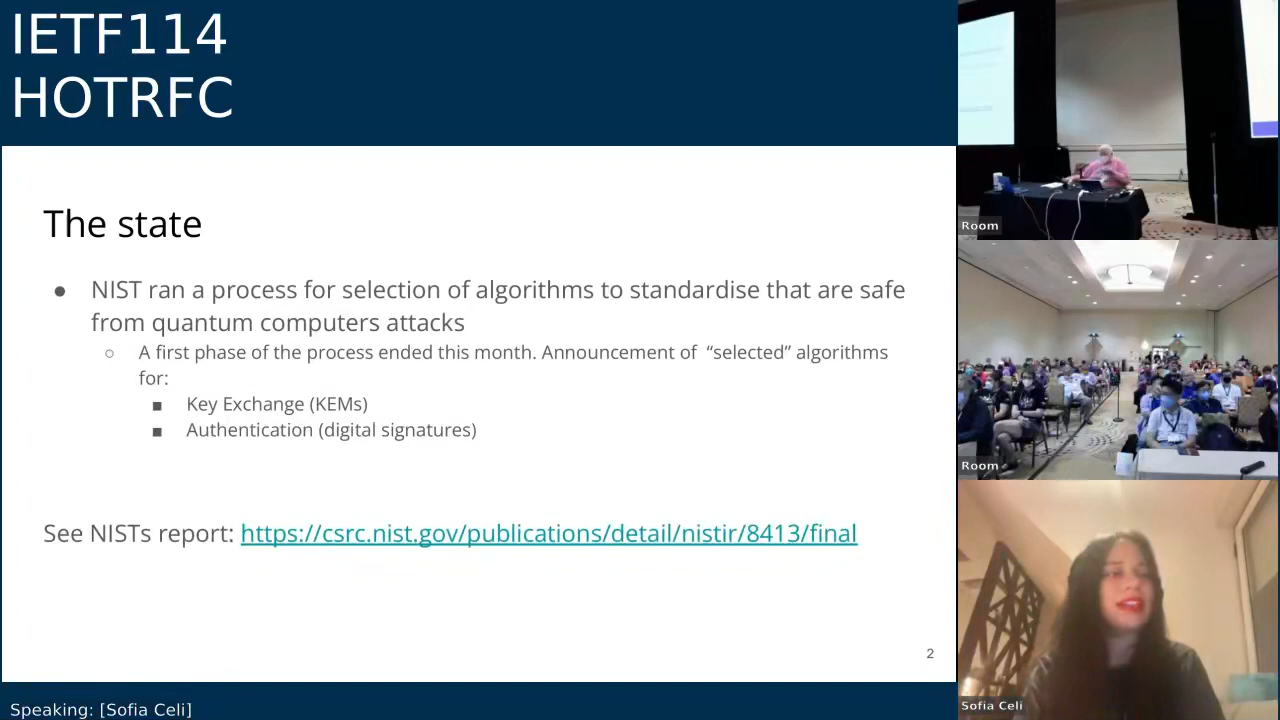 IETF114
HOTRFC
The state
● NIST ran a process for selection of algorithms to standardise that are safe
from quantum computers attacks
○ A first phase of the process ended this month. Announcement of “selected” algorithms
for:
■ Key Exchange (KEMs)
■ Authentication (digital signatures)
See NISTs report: https://csrc.nist.gov/publications/detail/nistir/8413/final
2
Speaking: [Sofia Celi]
Room
Room
Sofia Celi